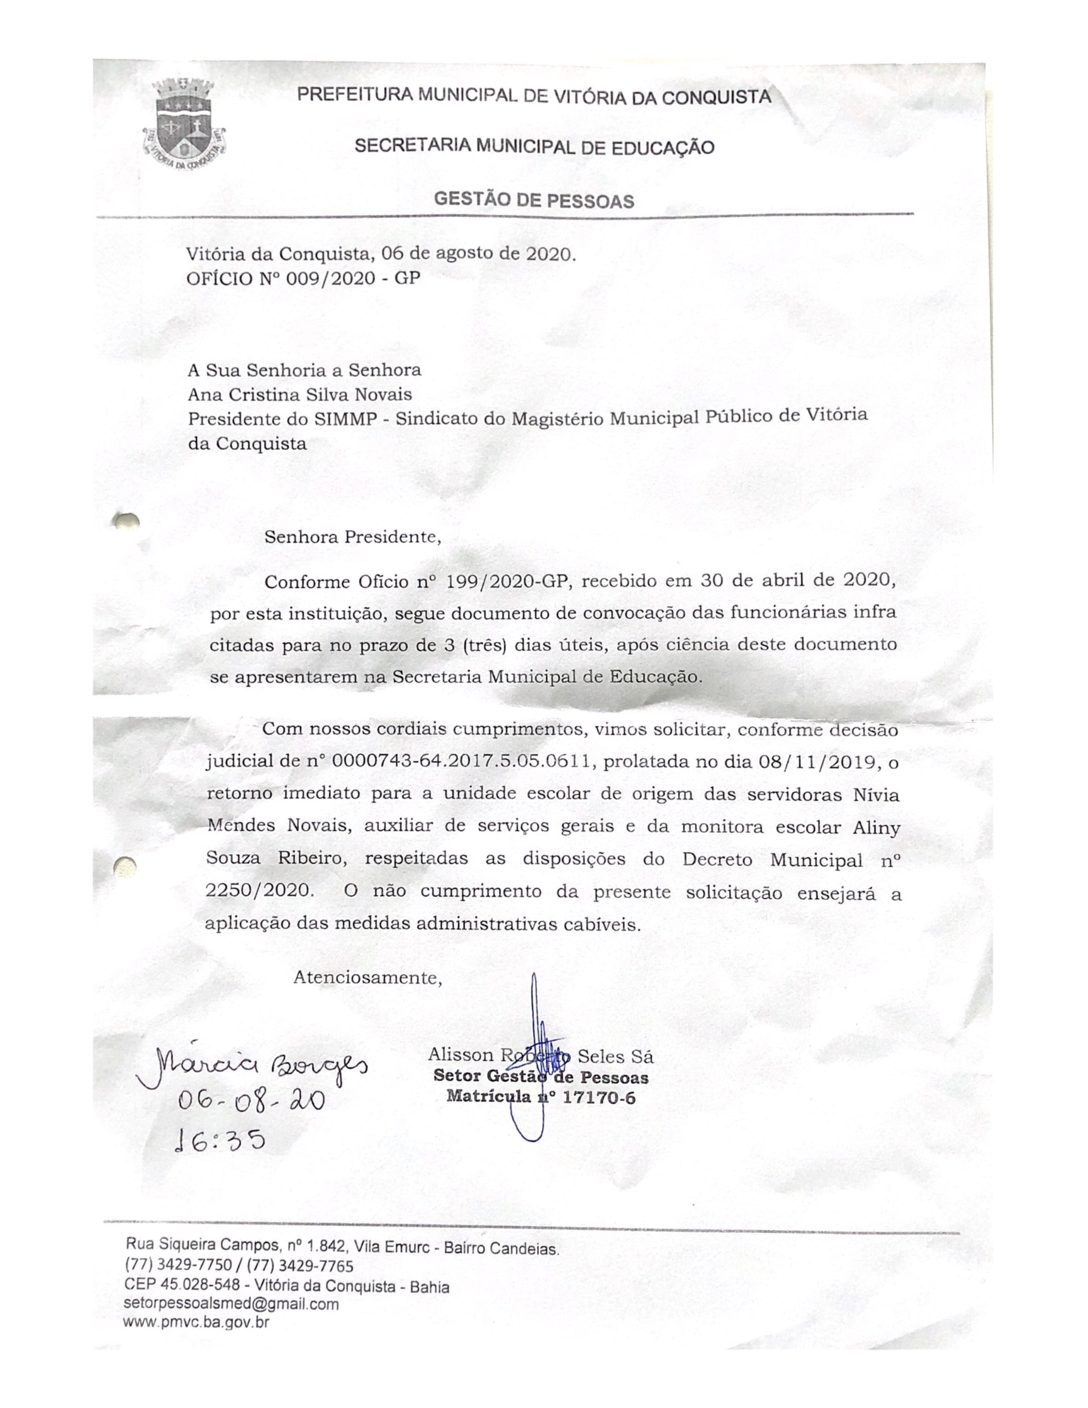 PREFEITURA MUNICIPAL DE VITÓRIA DA CONQUISTA
SECRETARIA MUNICIPAL DE EDUCAÇÃO
GESTÃO DE PESSOAS
VITORIA DA CONQUISTA
Vitória da Conquista, 06 de agosto de 2020.
OFÍCIO Nº 009/2020 - GP
A Sua Senhoria a Senhora
Ana Cristina Silva Novais
Presidente do SIMMP - Sindicato do Magistério Municipal Público de Vitória
da Conquista
Senhora Presidente,
Conforme Ofício nº 199/2020-GP, recebido em 30 de abril de 2020,
por esta instituição, segue documento de convocação das funcionárias infra
citadas para no prazo de 3 (três) dias úteis, após ciência deste documento
se apresentarem na Secretaria Municipal de Educação.
Com nossos cordiais cumprimentos, vimos solicitar, conforme decisão
judicial de nº 0000743-64.2017.5.05.0611, prolatada no dia 08/11/2019, o
retorno imediato para a unidade escolar de origem das servidoras Nívia
Mendes Novais, auxiliar de serviços gerais e da monitora escolar Aliny
Souza Ribeiro, respeitadas as disposições do Decreto Municipal nº
2250/2020. O não cumprimento da presente solicitação ensejará a
aplicação das medidas administrativas cabíveis.
Atenciosamente,
Alisson Roberto Seles Sá
Setor Gestão de Pessoas
Matrícula nº 17170-6
Márcia Borges
06-08-20
16:35
Rua Siqueira Campos, nº 1.842, Vila Emurc - Bairro Candeias.
(77) 3429-7750 / (77) 3429-7765
CEP 45.028-548 - Vitória da Conquista - Bahia
setorpessoalsmed@gmail.com
www.pmvc.ba.gov.br